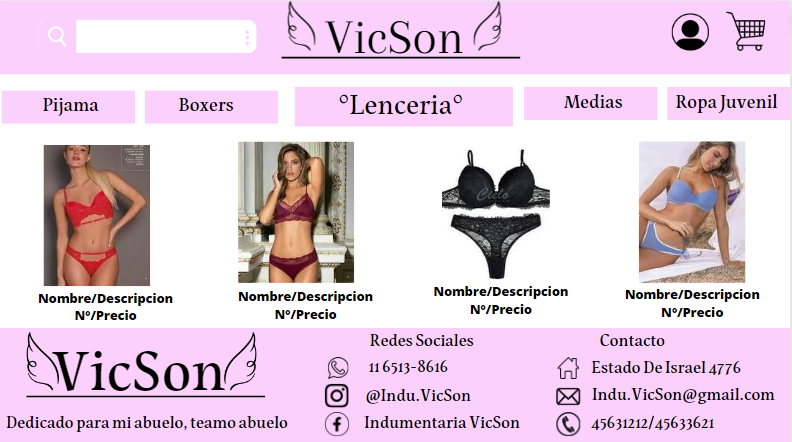 VicSon
Pijama
Boxers
°Lenceria°
Medias
Ropa Juvenil
Cielo
Nombre/Descripcion
Nº/Precio
Nombre/Descripcion
Nº/Precio
Nombre/Descripcion
Nº/Precio
Nombre/Descripcion
Nº/Precio
VicSon
Dedicado para mi abuelo, teamo abuelo
Redes Sociales
11 6513-8616
@Indu.VicSon
Indumentaria VicSon
Contacto
Estado De Israel 4776
Indu.VicSon@gmail.com
45631212/45633621